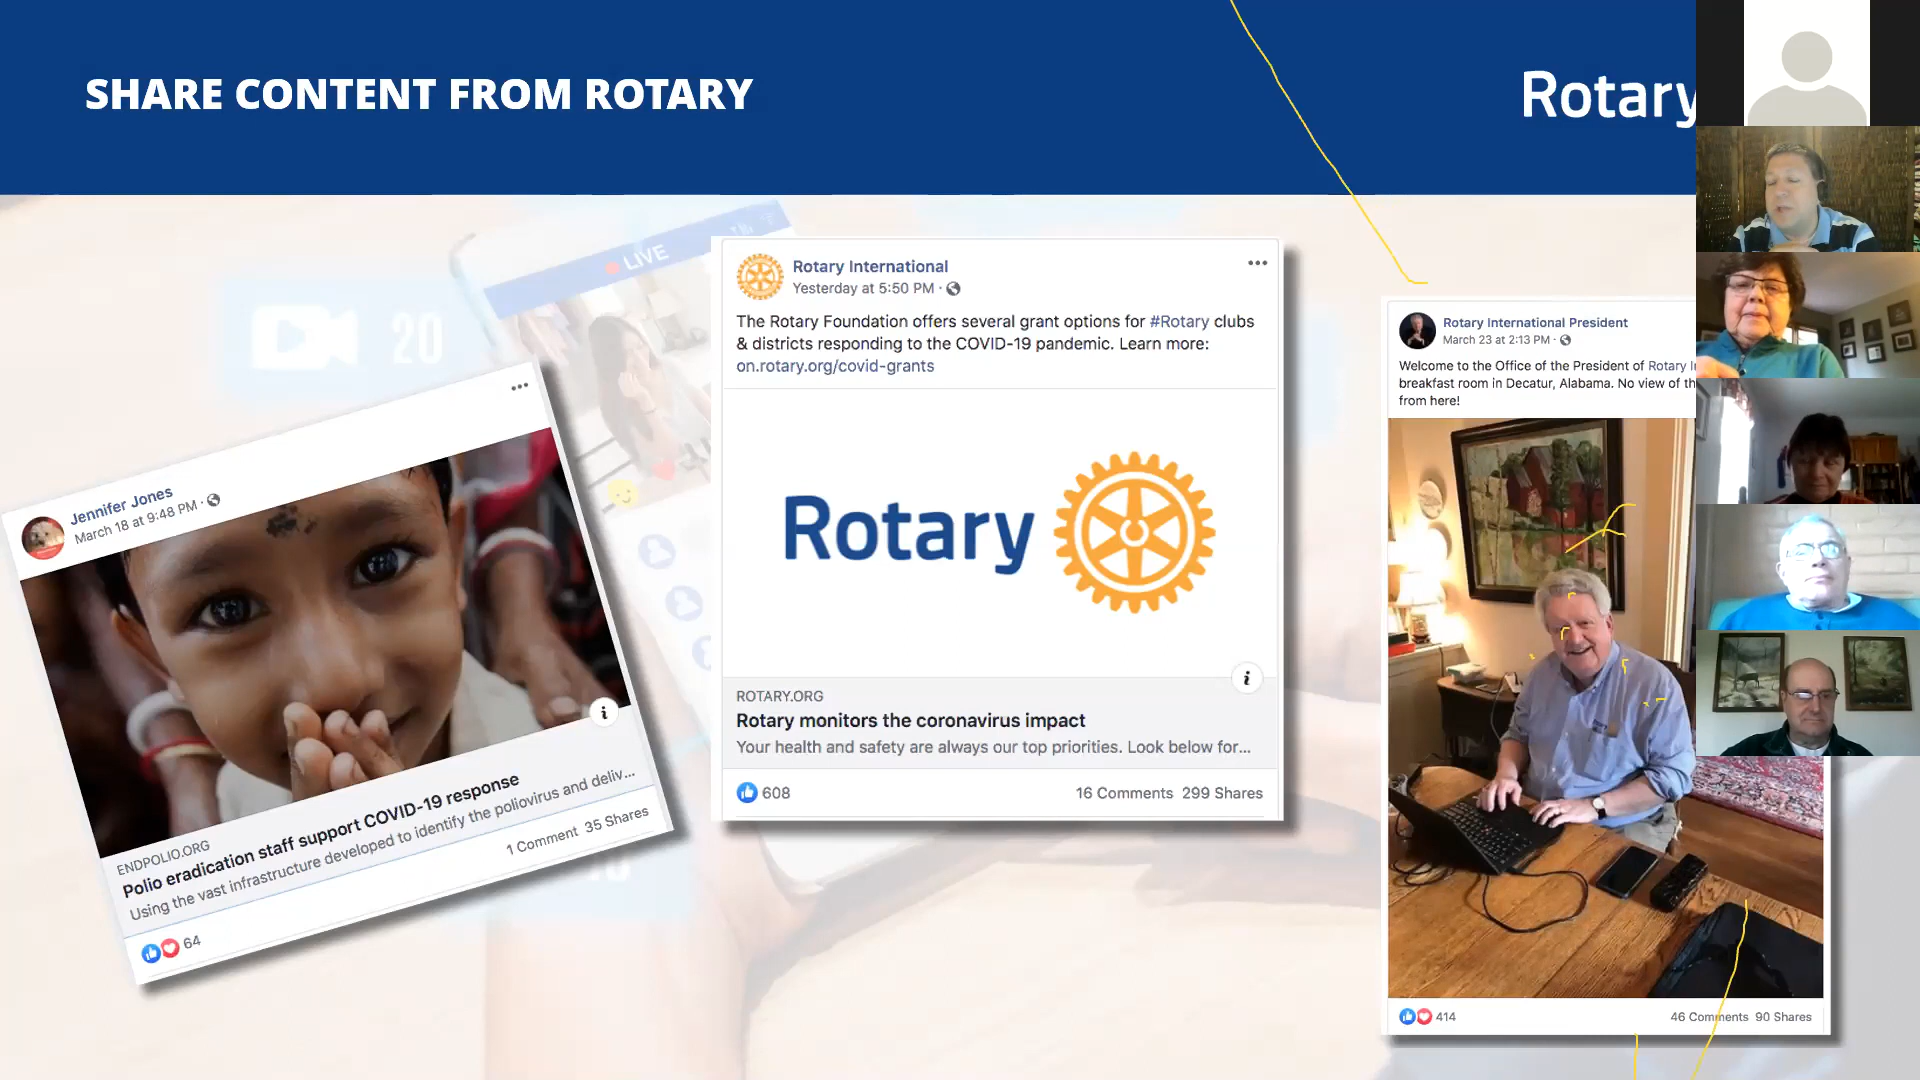 SHARE CONTENT FROM ROTARY
Rotary
LIVE
20
Jennifer Jones
March 18 at 9:48 PM ·
ENDPOLIO.ORG
Polio eradication staff support COVID-19 response
Using the vast infrastructure developed to identify the poliovirus and deliv...
1 Comment 35 Shares
64
Rotary International
Yesterday at 5:50 PM ·
The Rotary Foundation offers several grant options for #Rotary clubs
& districts responding to the COVID-19 pandemic. Learn more:
on.rotary.org/covid-grants
Rotary
ROTARY.ORG
Rotary monitors the coronavirus impact
Your health and safety are always our top priorities. Look below for...
608
16 Comments 299 Shares
Rotary International President
March 23 at 2:13 PM ·
Welcome to the Office of the President of Rotary
breakfast room in Decatur, Alabama. No view of th
from here!
414
46 Comments 90 Shares